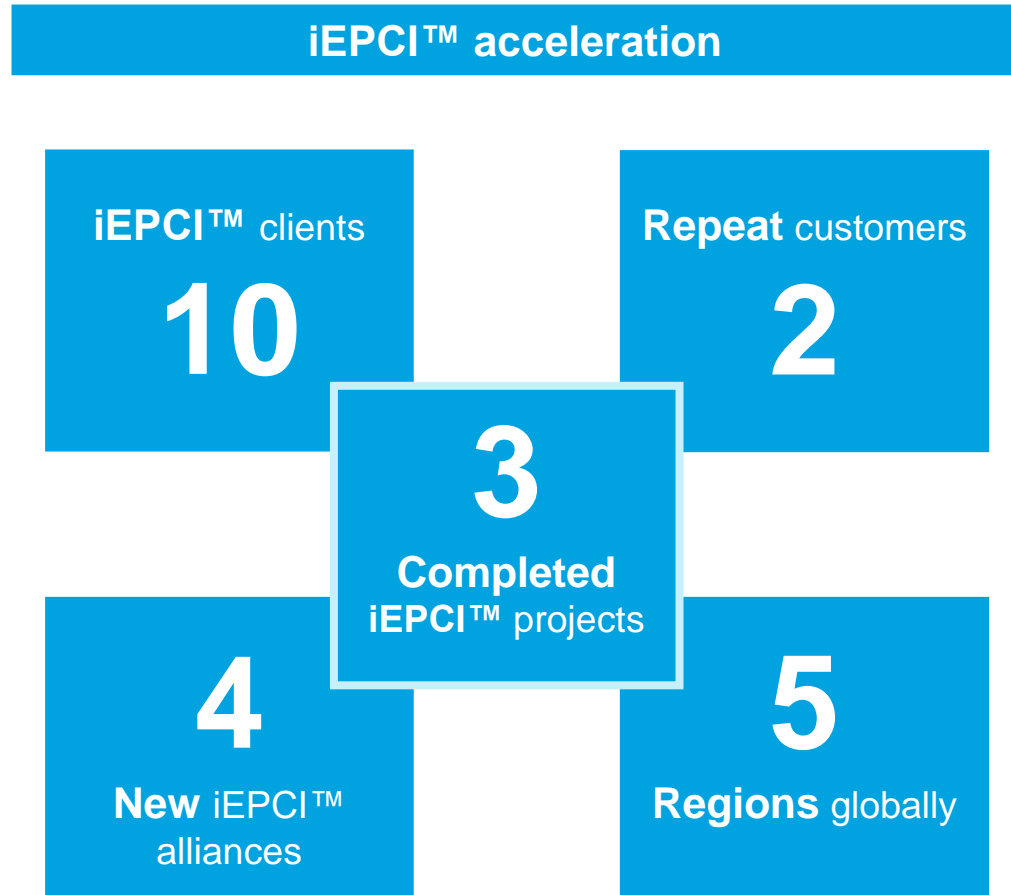 iEPCI™ acceleration
iEPCI™ clients
10
Repeat customers
2
3
Completed
iEPCI™ projects
4
New iEPCI™
alliances
5
Regions globally